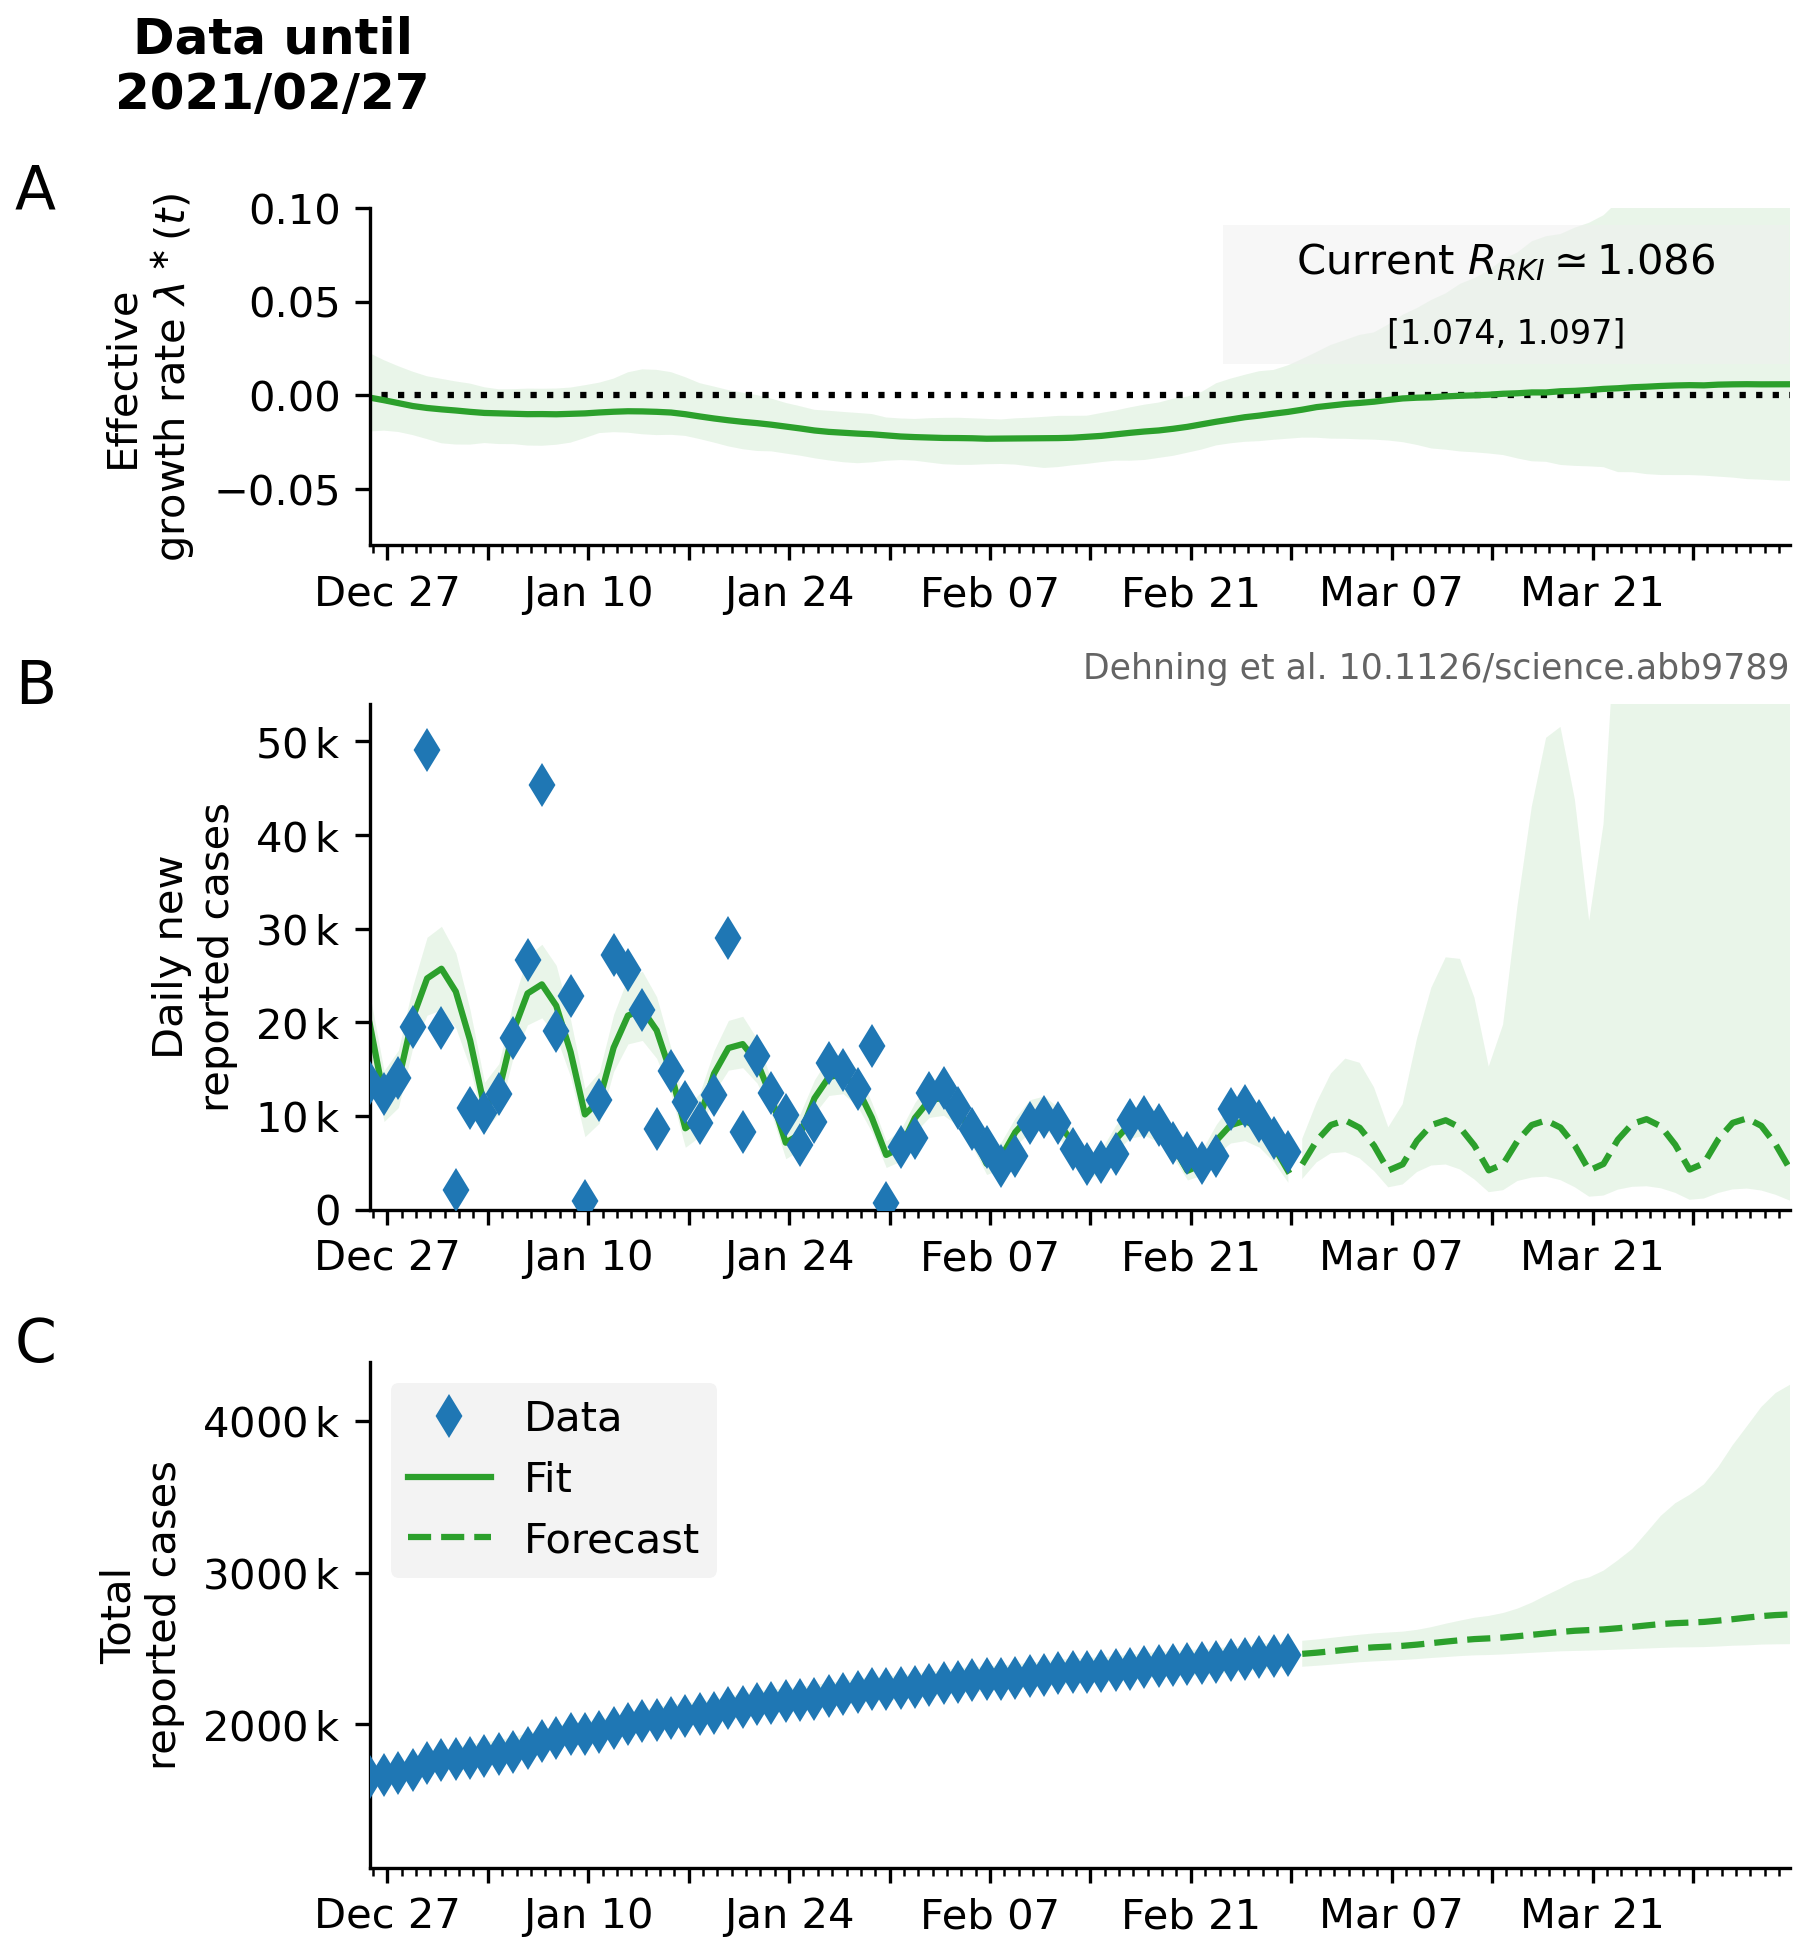 Data until
2021/02/27
A
Effective
growth rate λ * (t)
0.10
0.05
0.00
−0.05
Current R_RKI ≃ 1.086
[1.074, 1.097]
Dec 27 Jan 10 Jan 24 Feb 07 Feb 21 Mar 07 Mar 21
Dehning et al. 10.1126/science.abb9789
B
Daily new
reported cases
50 k
40 k
30 k
20 k
10 k
0
Dec 27 Jan 10 Jan 24 Feb 07 Feb 21 Mar 07 Mar 21
C
Total
reported cases
4000 k
3000 k
2000 k
Data
Fit
Forecast
Dec 27 Jan 10 Jan 24 Feb 07 Feb 21 Mar 07 Mar 21